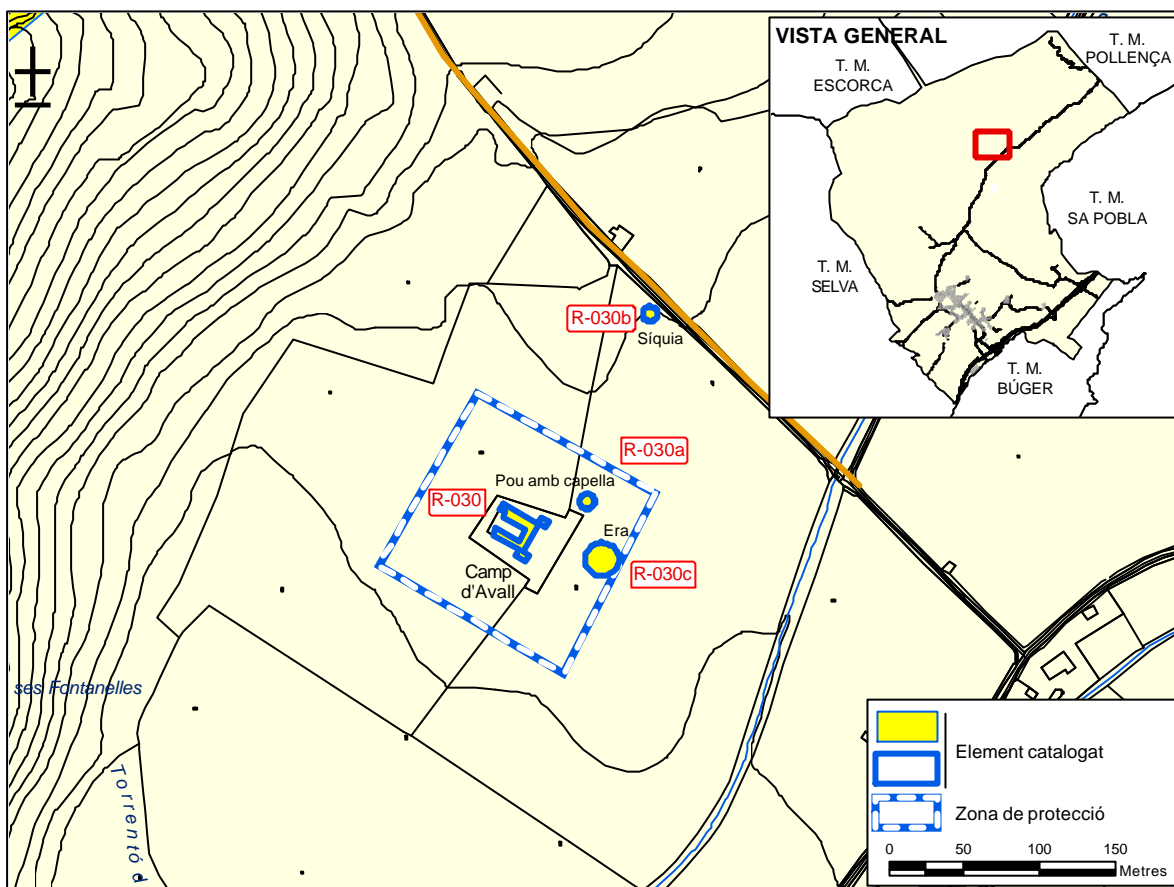 VISTA GENERAL
T. M.
POLLENÇA
T. M.
ESCORCA
T. M.
SA POBLA
T. M.
SELVA
T. M.
BÚGER
R-030b
Síquia
R-030a
Pou amb capella
R-030
Era
R-030c
Camp
d'Avall
ses Fontanelles
Torrentó d
Element catalogat
Zona de protecció
0 50 100 150
Metres